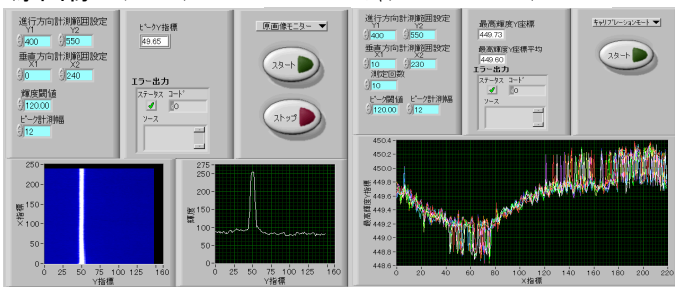 進行方向計測範囲設定
Y1 Y2
400 550
垂直方向計測範囲設定
X1 X2
0 240
輝度閾値
120.00
ピーク計測幅
12
ピークY指標
49.65
エラー出力
ステータス コード
0
ソース
原画像モニター
スタート
ストップ
250
200
150
100
50
0
X指標
0 25 50 75 100 125 160
Y指標
275
250
200
150
100
50
0
輝度
0 25 50 75 100 160
Y指標
進行方向計測範囲設定
Y1 Y2
400 550
垂直方向計測範囲設定
X1 X2
10 230
測定回数
10
ピーク閾値 ピーク計測幅
120.00 12
最高輝度Y座標
449.73
最高輝度Y座標平均
449.60
エラー出力
ステータス コード
0
ソース
キャリブレーションモード
スタート
450.4
450.2
450.0
449.8
449.6
449.4
449.2
449.0
448.8
448.6
最高輝度Y指標
0 20 40 60 80 100 120 140 160 180 200 220
X指標